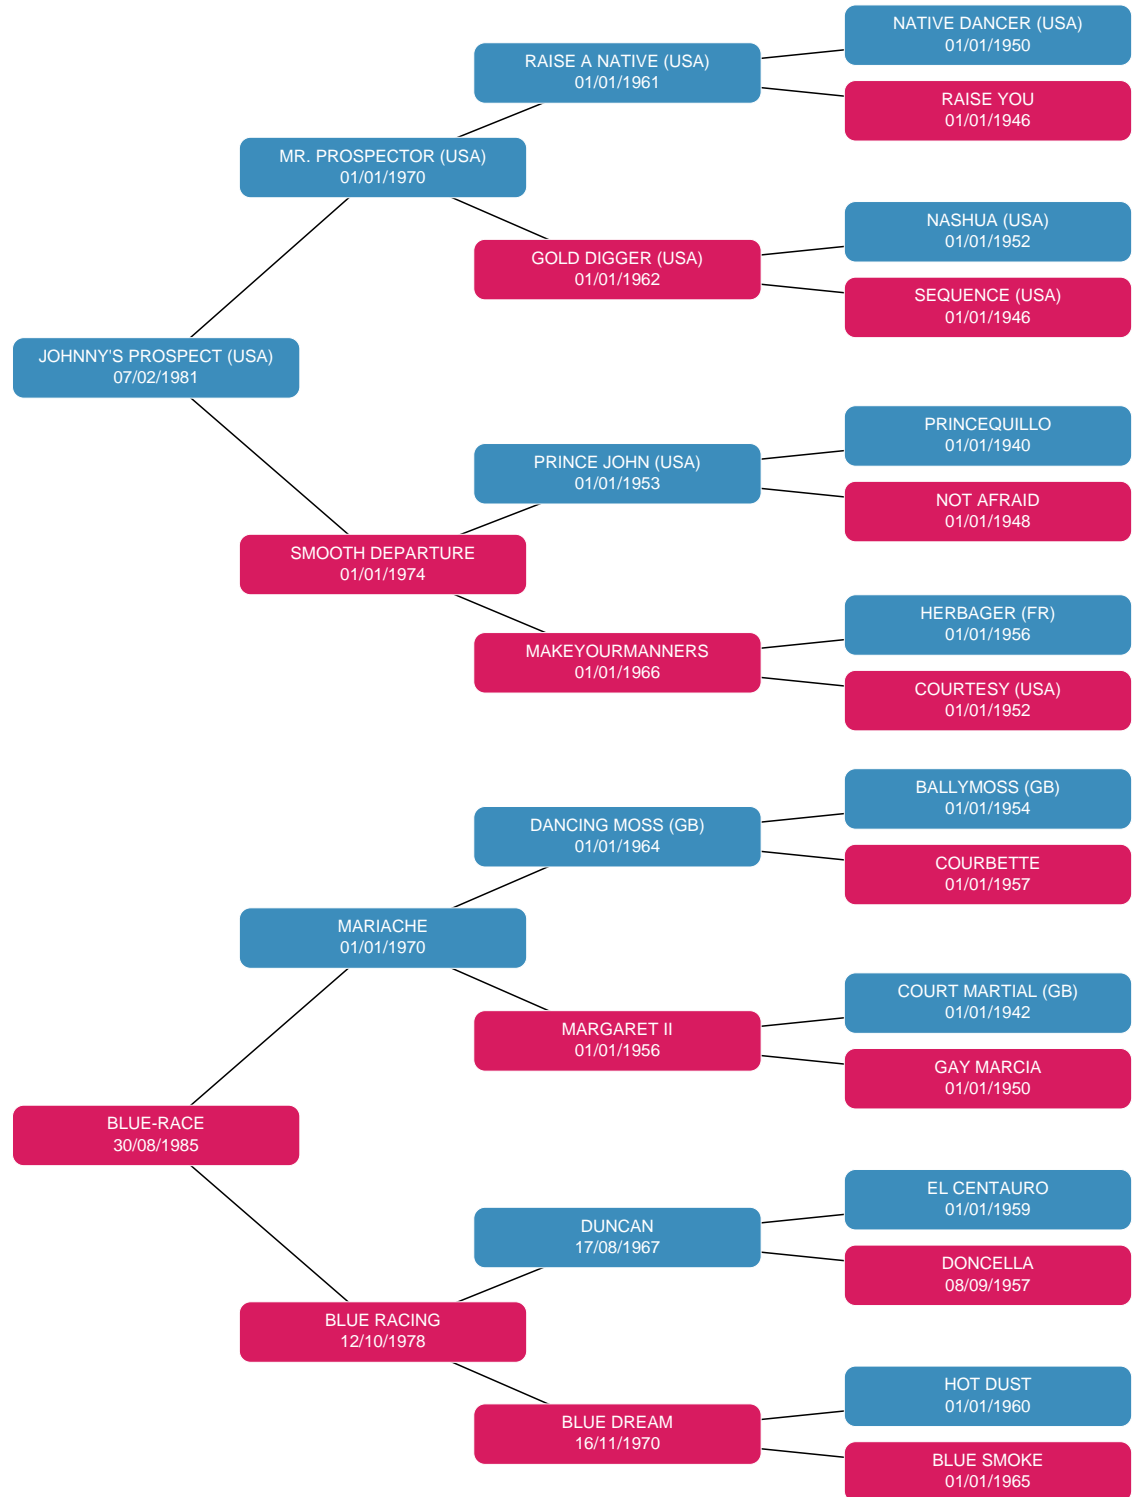 NATIVE DANCER (USA)
01/01/1950
RAISE A NATIVE (USA)
01/01/1961
RAISE YOU
01/01/1946
MR. PROSPECTOR (USA)
01/01/1970
NASHUA (USA)
01/01/1952
GOLD DIGGER (USA)
01/01/1962
SEQUENCE (USA)
01/01/1946
JOHNNY'S PROSPECT (USA)
07/02/1981
PRINCEQUILLO
01/01/1940
PRINCE JOHN (USA)
01/01/1953
NOT AFRAID
01/01/1948
SMOOTH DEPARTURE
01/01/1974
HERBAGER (FR)
01/01/1956
MAKEYOURMANNERS
01/01/1966
COURTESY (USA)
01/01/1952
BALLYMOSS (GB)
01/01/1954
DANCING MOSS (GB)
01/01/1964
COURBETTE
01/01/1957
MARIACHE
01/01/1970
COURT MARTIAL (GB)
01/01/1942
MARGARET II
01/01/1956
GAY MARCIA
01/01/1950
BLUE-RACE
30/08/1985
EL CENTAURO
01/01/1959
DUNCAN
17/08/1967
DONCELLA
08/09/1957
BLUE RACING
12/10/1978
HOT DUST
01/01/1960
BLUE DREAM
16/11/1970
BLUE SMOKE
01/01/1965